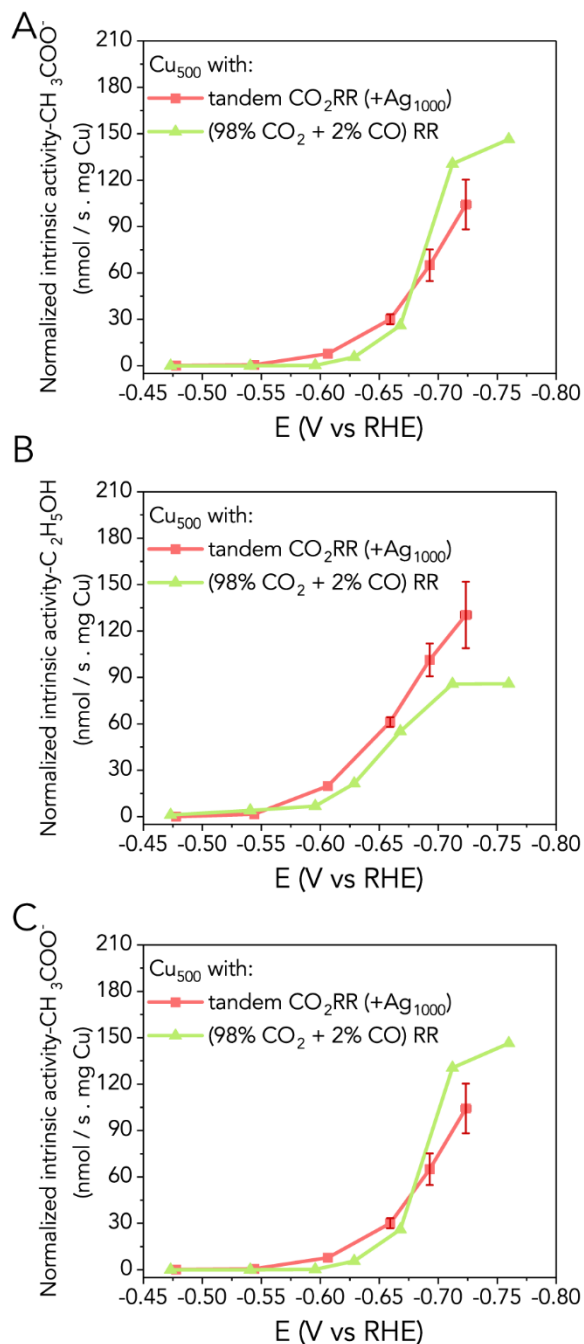 A
Normalized intrinsic activity-CH₃COO⁻
(nmol / s . mg Cu)
210
180
150
120
90
60
30
0
Cu₅₀₀ with:
tandem CO₂RR (+Ag₁₀₀₀)
(98% CO₂ + 2% CO) RR
-0.45 -0.50 -0.55 -0.60 -0.65 -0.70 -0.75 -0.80
E (V vs RHE)
B
Normalized intrinsic activity-C₂H₅OH
(nmol / s . mg Cu)
210
180
150
120
90
60
30
0
Cu₅₀₀ with:
tandem CO₂RR (+Ag₁₀₀₀)
(98% CO₂ + 2% CO) RR
-0.45 -0.50 -0.55 -0.60 -0.65 -0.70 -0.75 -0.80
E (V vs RHE)
C
Normalized intrinsic activity-CH₃COO⁻
(nmol / s . mg Cu)
210
180
150
120
90
60
30
0
Cu₅₀₀ with:
tandem CO₂RR (+Ag₁₀₀₀)
(98% CO₂ + 2% CO) RR
-0.45 -0.50 -0.55 -0.60 -0.65 -0.70 -0.75 -0.80
E (V vs RHE)